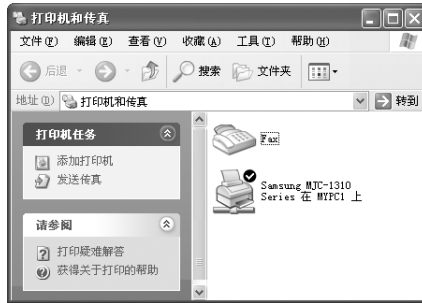 打印机和传真
文件(F) 编辑(E) 查看(V) 收藏(A) 工具(T) 帮助(H)
后退 搜索 文件夹
地址(D) 打印机和传真 转到
打印机任务
添加打印机
发送传真
请参阅
打印疑难解答
获得关于打印的帮助
Fax
Samsung MJC-1310
Series 在 MYPC1 上